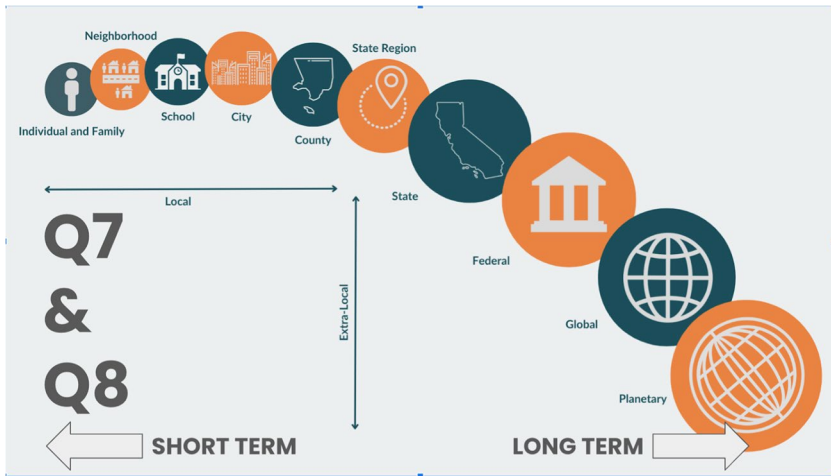 Neighborhood
State Region
Individual and Family
School
City
County
Local
State
Q7
&
Q8
Federal
Extra-Local
Global
Planetary
SHORT TERM
LONG TERM